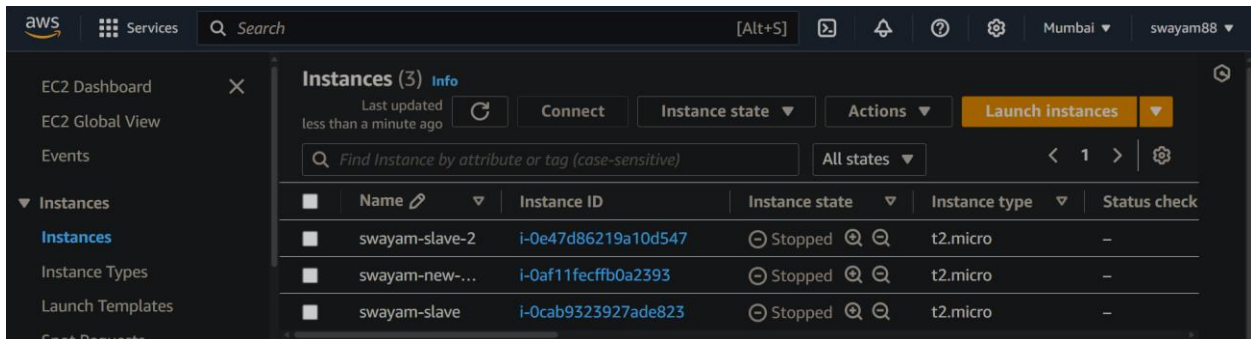 aws Services Search [Alt+S] Mumbai ▼ swayam88 ▼
EC2 Dashboard
EC2 Global View
Events
▼ Instances
Instances
Instance Types
Launch Templates
Spot Requests
Instances (3) Info
Last updated
less than a minute ago
Connect Instance state ▼ Actions ▼ Launch instances ▼
Find Instance by attribute or tag (case-sensitive) All states ▼ < 1 >
Name Instance ID Instance state Instance type Status check
swayam-slave-2 i-0e47d86219a10d547 Stopped t2.micro –
swayam-new-... i-0af11fecffb0a2393 Stopped t2.micro –
swayam-slave i-0cab9323927ade823 Stopped t2.micro –